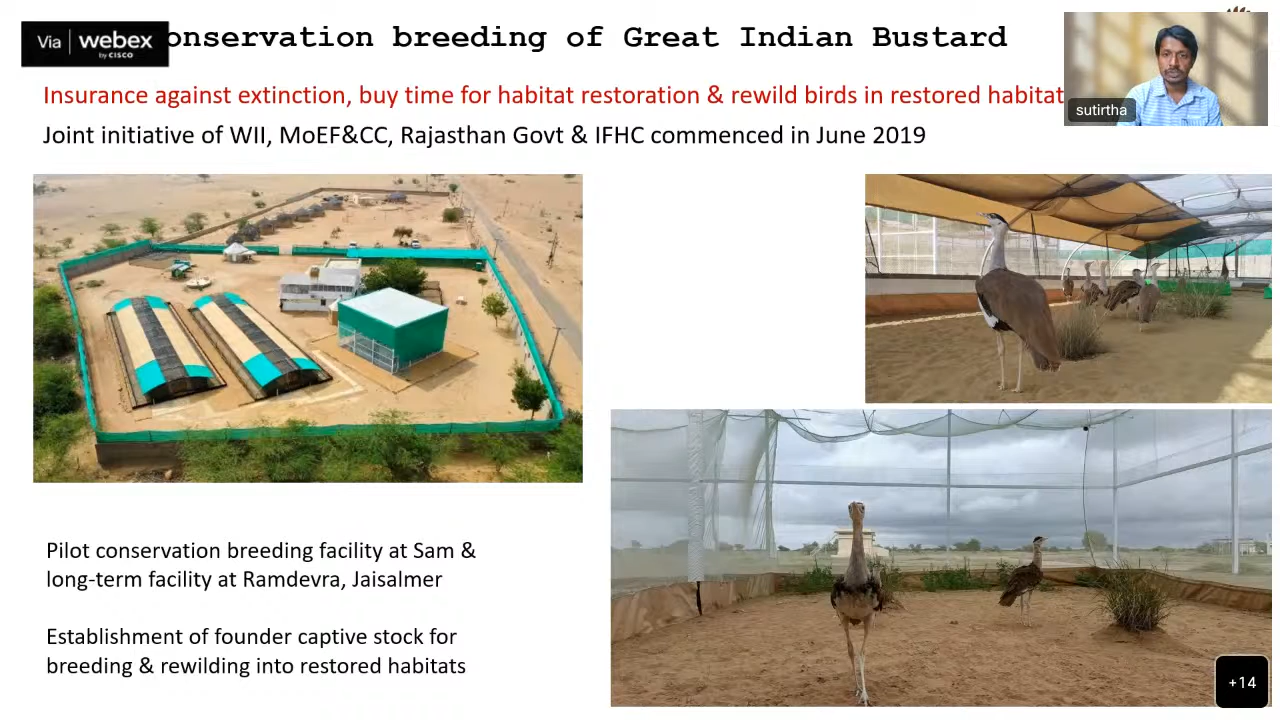 Via webex
by CISCO
onservation breeding of Great Indian Bustard
Insurance against extinction, buy time for habitat restoration & rewild birds in restored habitat
sutirtha
Joint initiative of WII, MoEF&CC, Rajasthan Govt & IFHC commenced in June 2019
Pilot conservation breeding facility at Sam &
long-term facility at Ramdevra, Jaisalmer
Establishment of founder captive stock for
breeding & rewilding into restored habitats
+14